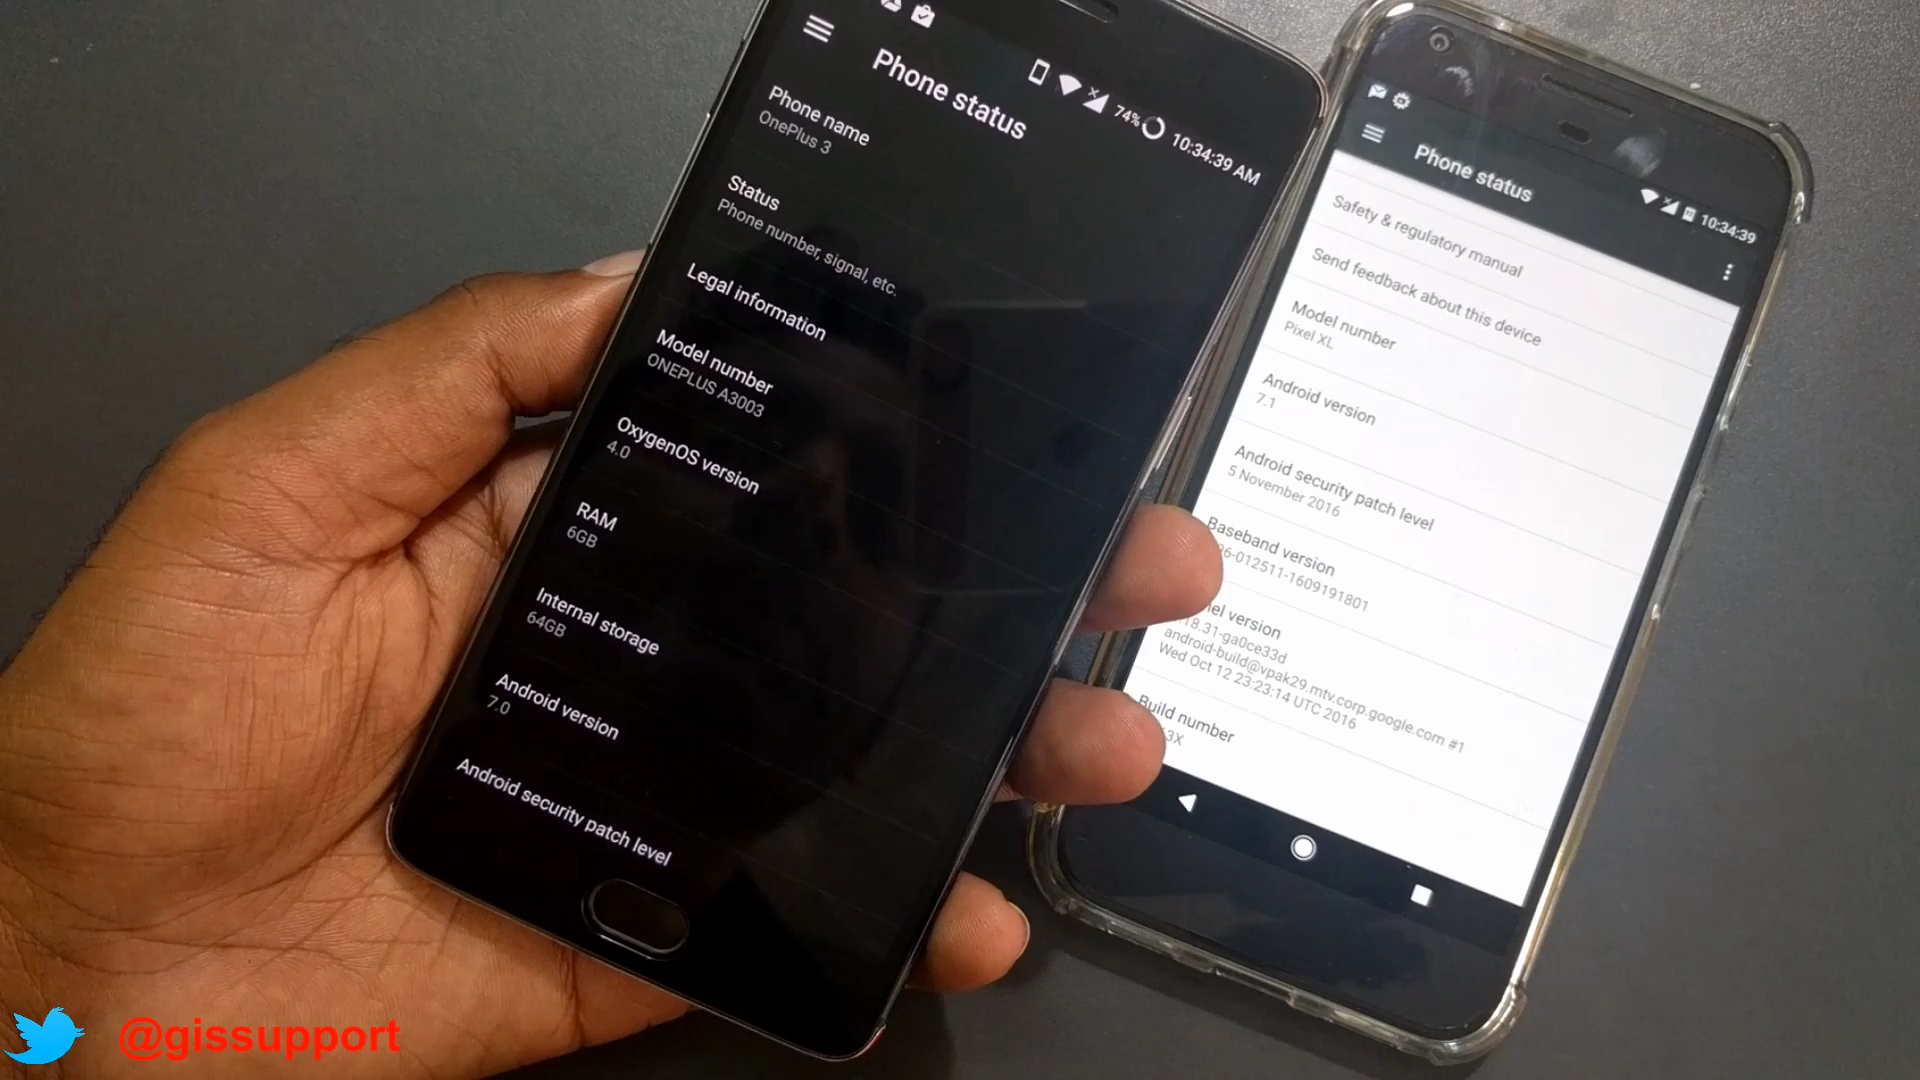 Phone status
74%
10:34:39 AM
Phone name
OnePlus 3
Status
Phone number, signal, etc.
Legal information
Model number
ONEPLUS A3003
OxygenOS version
4.0
RAM
6GB
Internal storage
64GB
Android version
7.0
Android security patch level
Phone status
10:34:39
Safety & regulatory manual
Send feedback about this device
Model number
Pixel XL
Android version
7.1
Android security patch level
5 November 2016
Baseband version
-012511-1609191801
version
18.31-ga0ce33d
android-build@vpak29.mtv.corp.google.com #1
Wed Oct 12 23:23:14 UTC 2016
Build number
@gissupport